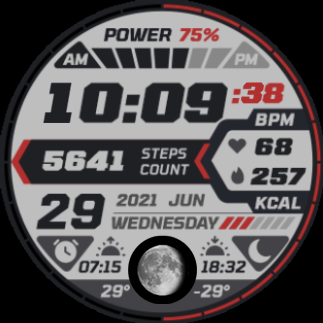 POWER 75%
AM PM
10:09 :38
BPM
5641 STEPS COUNT 68
257
KCAL
29 2021 JUN
WEDNESDAY
07:15 18:32
29° -29°